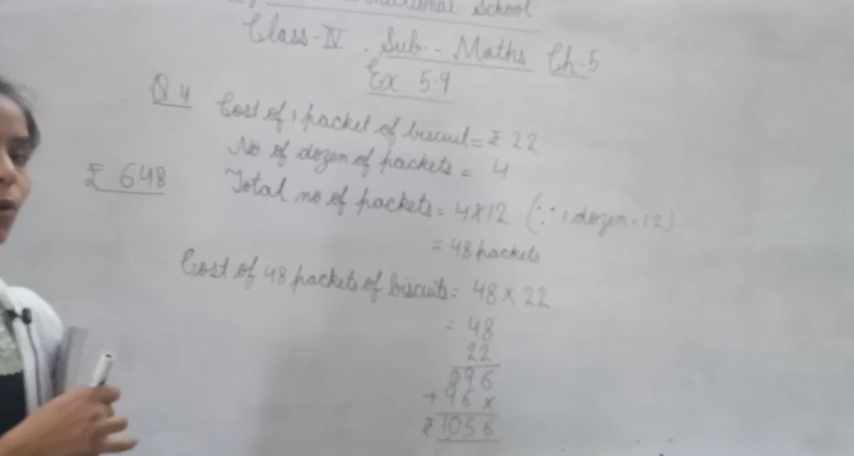 School
Class-IV . Sub.- Maths Ch-5
Ex 5.9
Q 4 Cost of 1 packet of biscuit = ₹ 22
No of dozen of packets = 4
₹ 648
Total no of packets = 4×12 (∵ 1 dozen = 12)
= 48 packets
Cost of 48 packets of biscuits = 48 × 22
= 48
22
096
+ 96 ×
₹ 1056